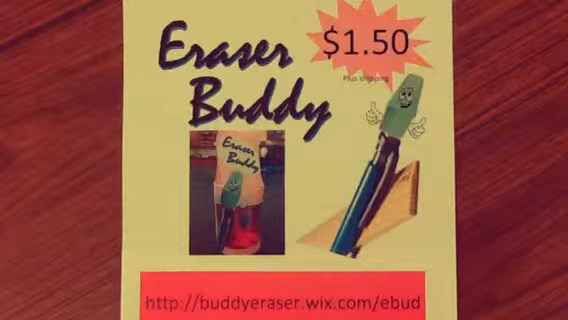 Eraser
Buddy
$1.50
Plus shipping
Eraser
Buddy
http://buddyeraser.wix.com/ebud